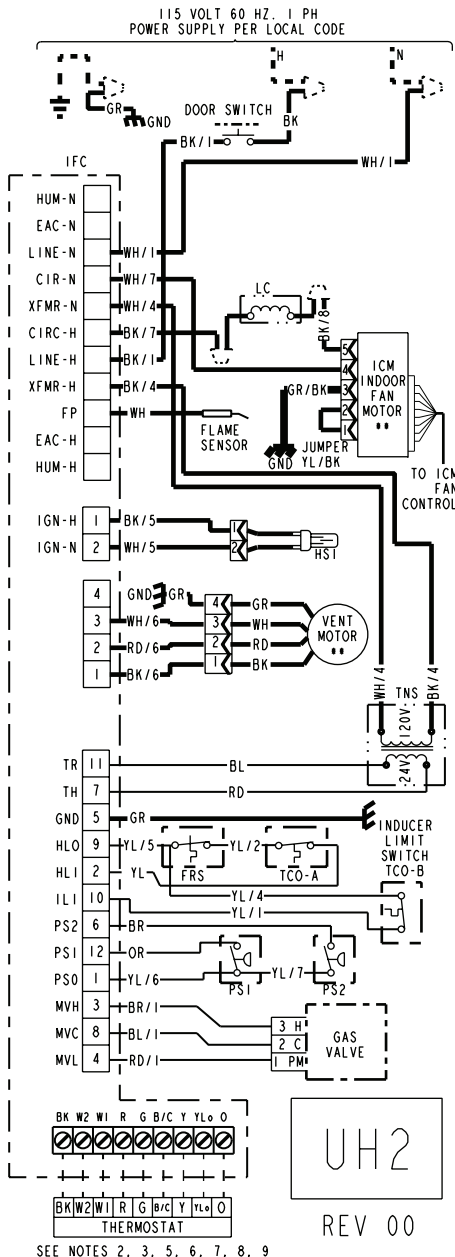 115 VOLT 60 HZ. 1 PH
POWER SUPPLY PER LOCAL CODE
H
N
GR
GND
DOOR SWITCH
BK
BK/1
WH/1
IFC
HUM-N
EAC-N
LINE-N
WH/1
CIR-N
WH/7
XFMR-N
WH/4
CIRC-H
BK/7
LINE-H
BK/1
XFMR-H
BK/4
FP
WH
EAC-H
HUM-H
LC
BK/8
5
4
3
2
1
ICM
INDOOR
FAN
MOTOR
GR/BK
GND
JUMPER
YL/BK
FLAME
SENSOR
TO ICM
FAN
CONTROL
IGN-H 1 BK/5 1
IGN-N 2 WH/5 2
HSI
4 GND GR 4 GR
3 WH/6 3 WH
2 RD/6 2 RD
1 BK/6 1 BK
VENT
MOTOR
WH/4
BK/4
TNS
120V
24V
TR 11 BL
TH 7 RD
GND 5 GR
HLO 9 YL/5 YL/2
FRS
TCO-A
HLI 2 YL
INDUCER
LIMIT
SWITCH
TCO-B
YL/4
ILI 10 YL/1
PS2 6 BR
PS1 12 OR
PSO 1 YL/6 YL/7
PS1
PS2
MVH 3 BR/1 3 H
MVC 8 BL/1 2 C
MVL 4 RD/1 1 PM
GAS
VALVE
BK W2 W1 R G B/C Y YLo O
BK W2 W1 R G B/C Y YLo O
THERMOSTAT
SEE NOTES 2, 3, 5, 6, 7, 8, 9
UH2
REV 00